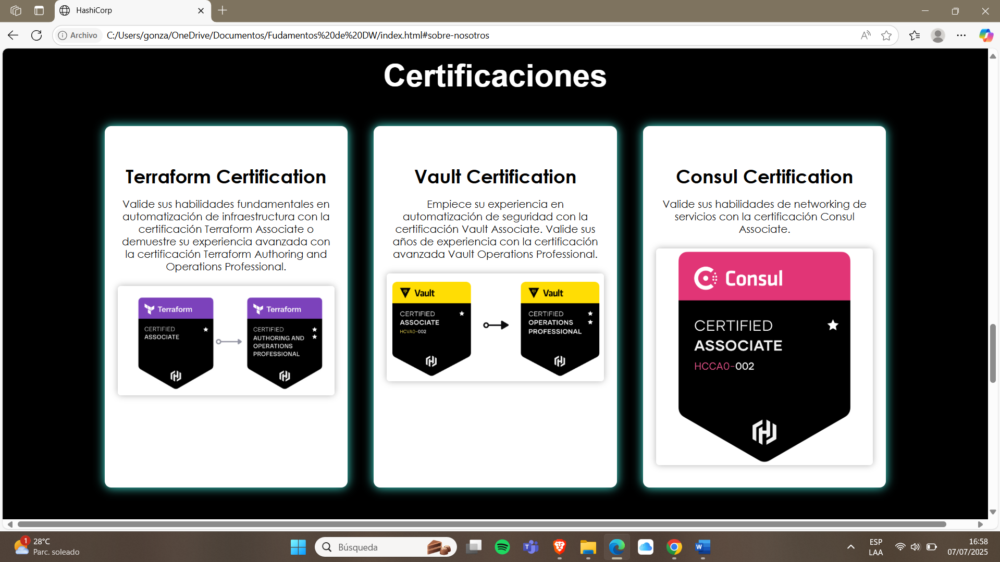 HashiCorp
Archivo
C:/Users/gonza/OneDrive/Documentos/Fudamentos%20de%20DW/index.html#sobre-nosotros
Certificaciones
Terraform Certification
Valide sus habilidades fundamentales en
automatización de infraestructura con la
certificación Terraform Associate o
demuestre su experiencia avanzada con
la certificación Terraform Authoring and
Operations Professional.
Terraform
CERTIFIED
ASSOCIATE
Terraform
CERTIFIED
AUTHORING AND
OPERATIONS
PROFESSIONAL
Vault Certification
Empiece su experiencia en
automatización de seguridad con la
certificación Vault Associate. Valide sus
años de experiencia con la certificación
avanzada Vault Operations Professional.
Vault
CERTIFIED
ASSOCIATE
HCVA0-002
Vault
CERTIFIED
OPERATIONS
PROFESSIONAL
Consul Certification
Valide sus habilidades de networking de
servicios con la certificación Consul
Associate.
Consul
CERTIFIED
ASSOCIATE
HCCA0-002
1
28°C
Parc. soleado
Búsqueda
ESP
LAA
16:58
07/07/2025